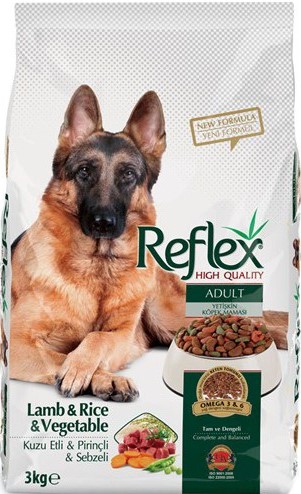 NEW FORMULA
YENİ FORMÜL
Reflex
HIGH QUALITY
ADULT
YETİŞKİN
KÖPEK MAMASI
OMEGA 3 & 6
Lamb & Rice
& Vegetable
Kuzu Etli & Pirinçli
& Sebzeli
3kg℮
Tam ve Dengeli
Complete and Balanced